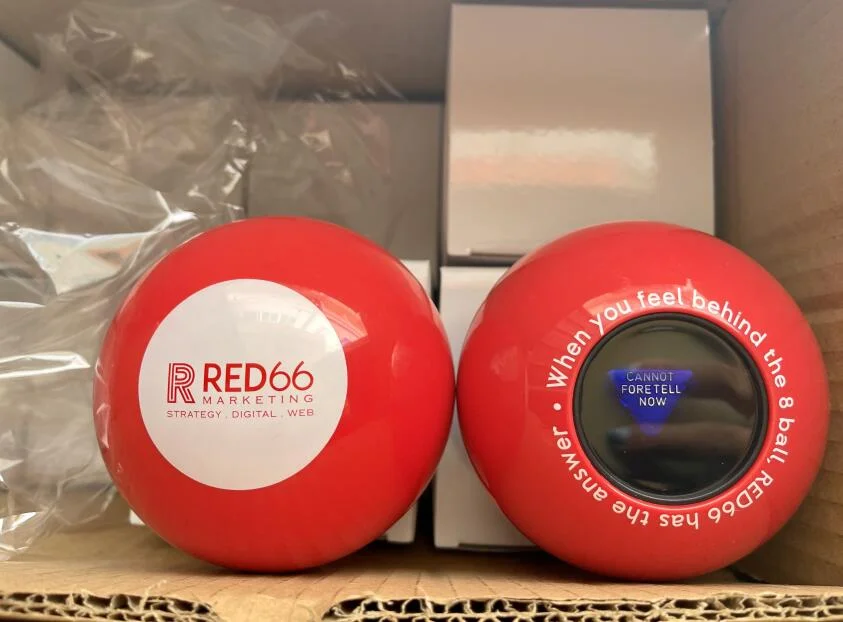 RED66
MARKETING
STRATEGY . DIGITAL . WEB
When you feel behind the 8 ball, RED66 has the answer •
CANNOT
FORETELL
NOW